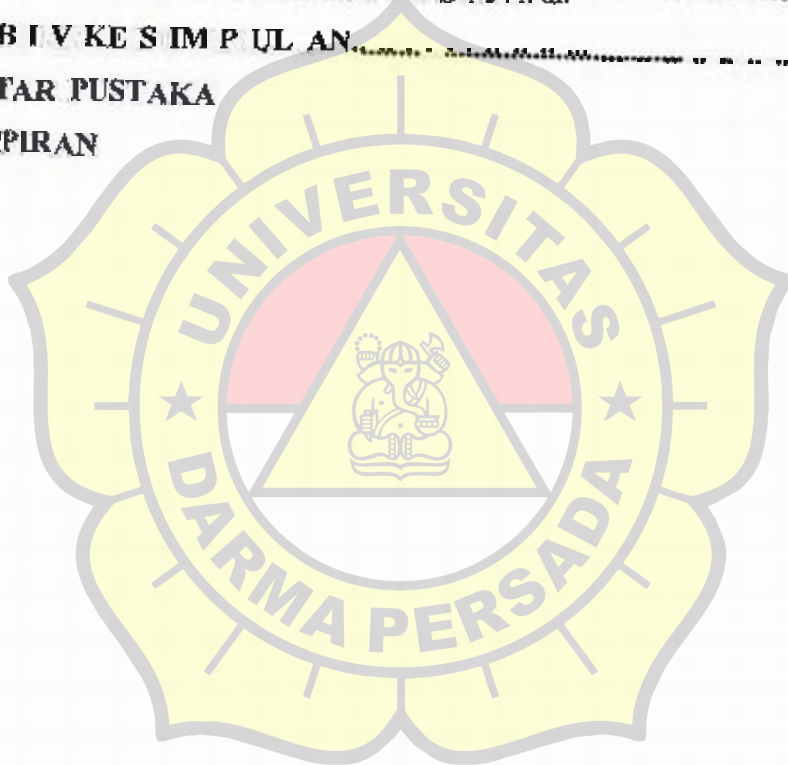 B I V KE S IM P UL AN
TAR PUSTAKA
PIRAN
UNIVERSITAS
DARMA PERSADA